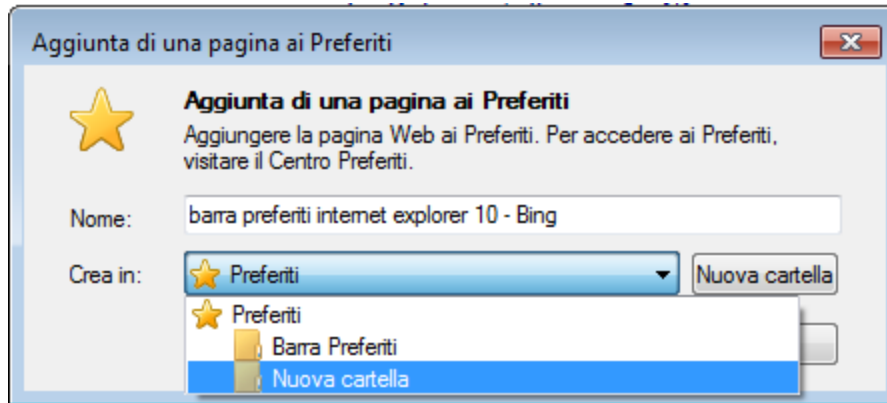 Aggiunta di una pagina ai Preferiti
Aggiunta di una pagina ai Preferiti
Aggiungere la pagina Web ai Preferiti. Per accedere ai Preferiti,
visitare il Centro Preferiti.
Nome: barra preferiti internet explorer 10 - Bing
Crea in: Preferiti Nuova cartella
Preferiti
Barra Preferiti
Nuova cartella